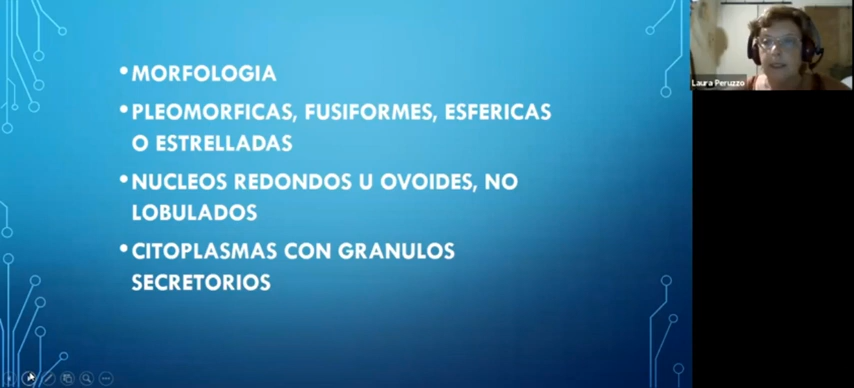 •MORFOLOGIA
•PLEOMORFICAS, FUSIFORMES, ESFERICAS
O ESTRELLADAS
•NUCLEOS REDONDOS U OVOIDES, NO
LOBULADOS
•CITOPLASMAS CON GRANULOS
SECRETORIOS
Laura Peruzzo